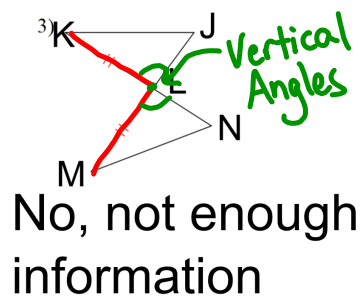 3)
K
J
Vertical
Angles
L
N
M
No, not enough
information